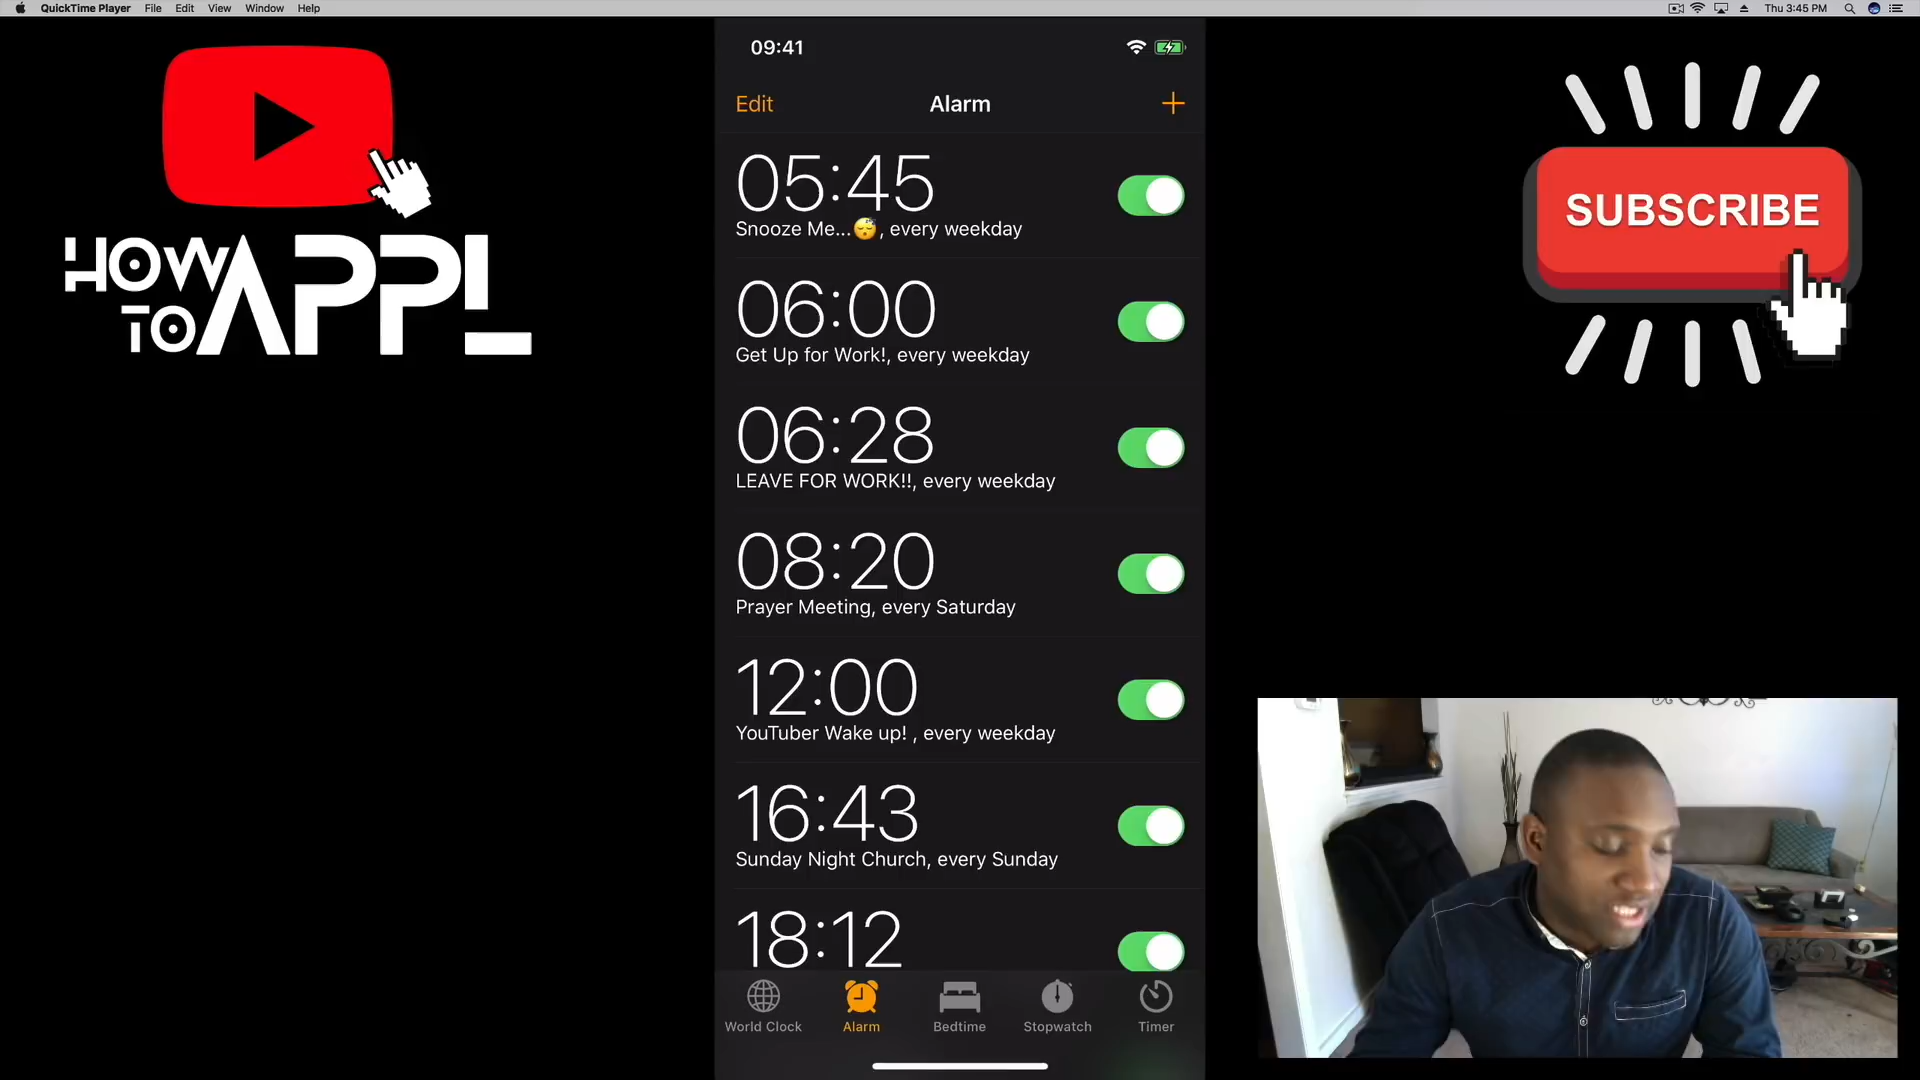 QuickTime Player File Edit View Window Help Thu 3:45 PM
09:41
Edit Alarm +
05:45
Snooze Me...😴, every weekday
06:00
Get Up for Work!, every weekday
06:28
LEAVE FOR WORK!!, every weekday
08:20
Prayer Meeting, every Saturday
12:00
YouTuber Wake up! , every weekday
16:43
Sunday Night Church, every Sunday
18:12
World Clock Alarm Bedtime Stopwatch Timer
HOW
TO APPL_
SUBSCRIBE